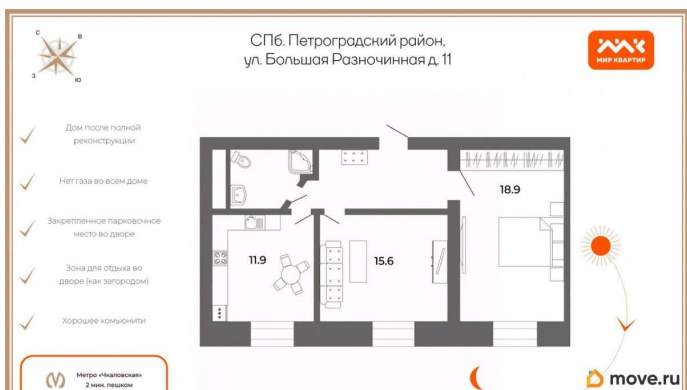 СПб. Петроградский район,
ул. Большая Разночинная д. 11
МИР КВАРТИР
С
В
З
Ю
Дом после полной
реконструкции
Нет газа во всем доме
Закрепленное парковочное
место во дворе
Зона для отдыха во
дворе (как загородом)
Хорошее комьюнити
Метро «Чкаловская»
2 мин. пешком
18.9
11.9
15.6
move.ru